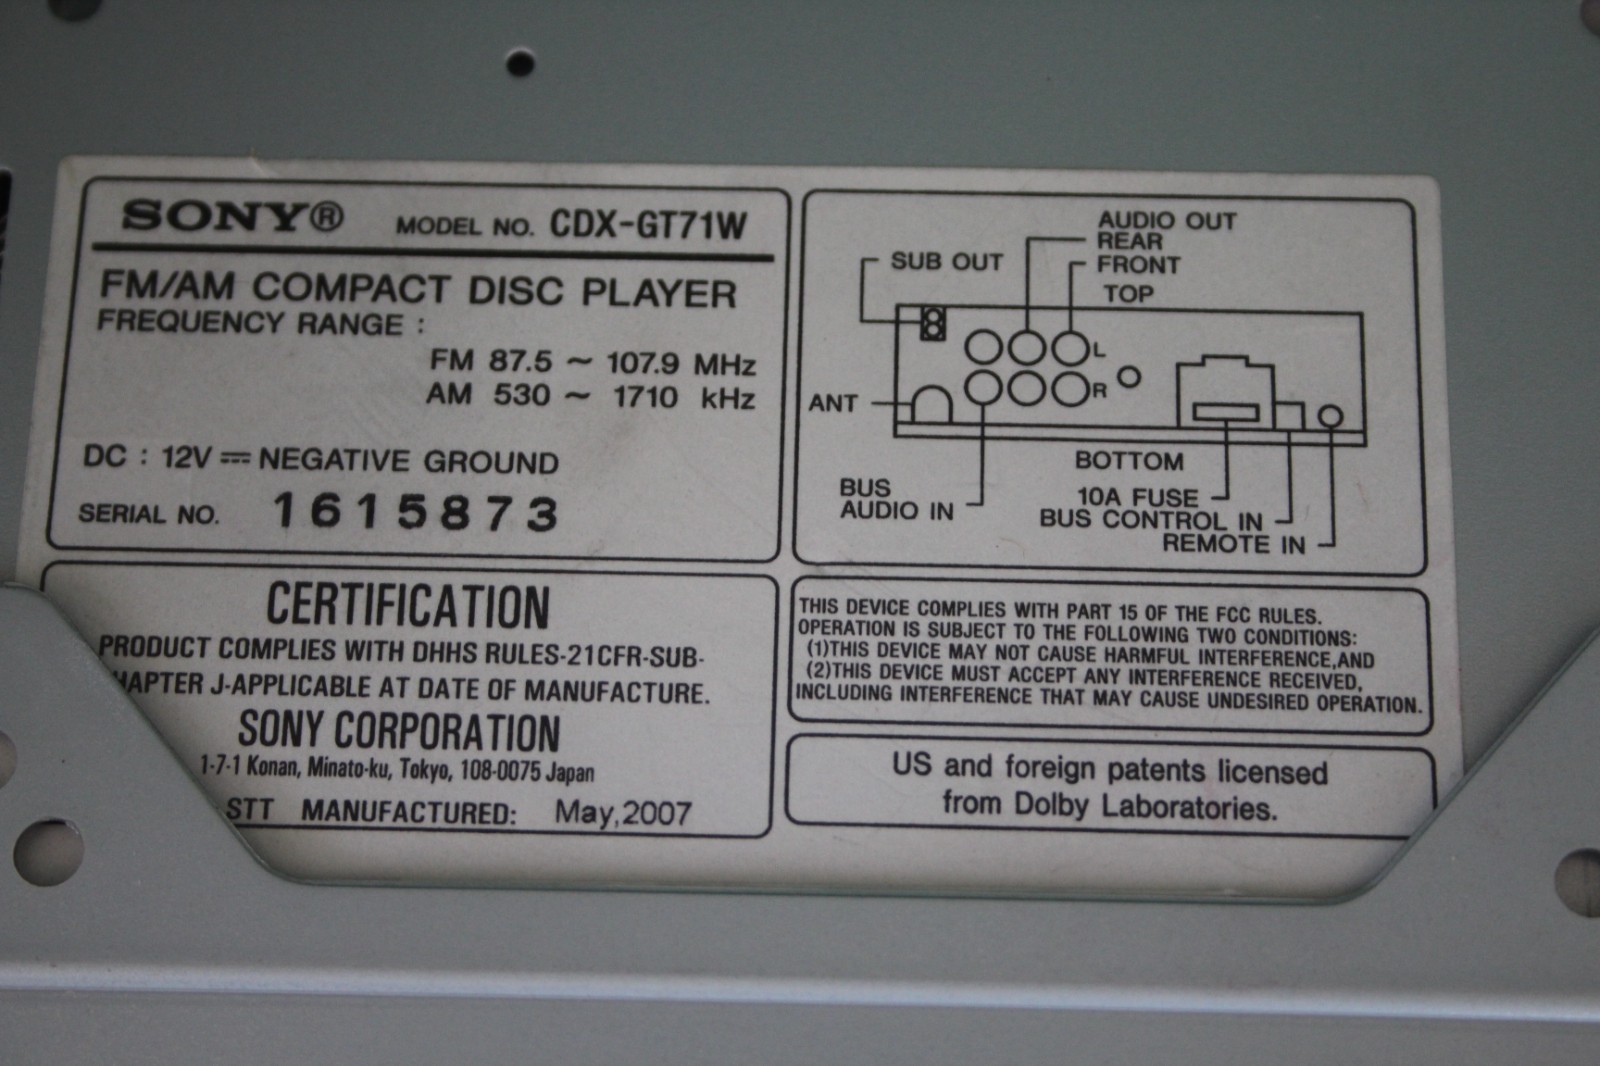 SONY® MODEL NO. CDX-GT71W
FM/AM COMPACT DISC PLAYER
FREQUENCY RANGE :
FM 87.5 ~ 107.9 MHz
AM 530 ~ 1710 kHz
DC : 12V ⎓ NEGATIVE GROUND
SERIAL NO. 1615873
AUDIO OUT
REAR
FRONT
SUB OUT
TOP
L
R
ANT
BOTTOM
BUS
AUDIO IN
10A FUSE
BUS CONTROL IN
REMOTE IN
CERTIFICATION
PRODUCT COMPLIES WITH DHHS RULES-21CFR-SUB-
HAPTER J-APPLICABLE AT DATE OF MANUFACTURE.
SONY CORPORATION
1-7-1 Konan, Minato-ku, Tokyo, 108-0075 Japan
STT MANUFACTURED: May,2007
THIS DEVICE COMPLIES WITH PART 15 OF THE FCC RULES.
OPERATION IS SUBJECT TO THE FOLLOWING TWO CONDITIONS:
(1)THIS DEVICE MAY NOT CAUSE HARMFUL INTERFERENCE,AND
(2)THIS DEVICE MUST ACCEPT ANY INTERFERENCE RECEIVED,
INCLUDING INTERFERENCE THAT MAY CAUSE UNDESIRED OPERATION.
US and foreign patents licensed
from Dolby Laboratories.